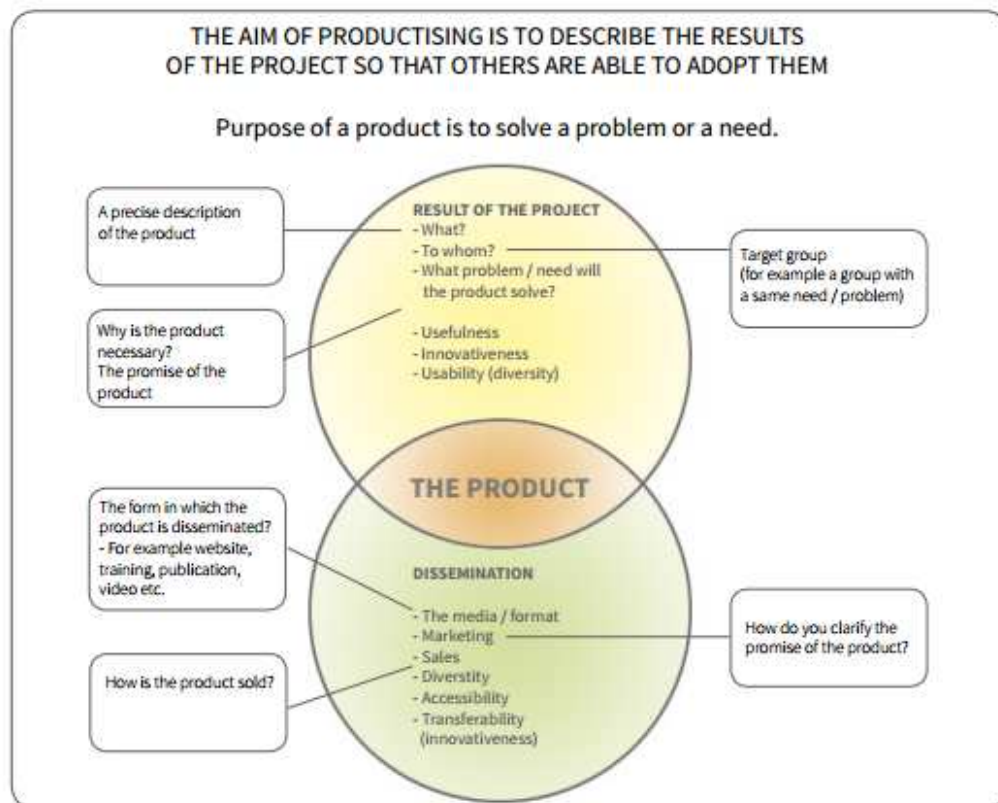 THE AIM OF PRODUCTISING IS TO DESCRIBE THE RESULTS
OF THE PROJECT SO THAT OTHERS ARE ABLE TO ADOPT THEM
Purpose of a product is to solve a problem or a need.
A precise description
of the product
RESULT OF THE PROJECT
- What?
- To whom?
- What problem / need will
the product solve?
- Usefulness
- Innovativeness
- Usability (diversity)
Target group
(for example a group with
a same need / problem)
Why is the product
necessary?
The promise of the
product
THE PRODUCT
The form in which the
product is disseminated?
- For example website,
training, publication,
video etc.
DISSEMINATION
- The media / format
- Marketing
- Sales
- Diverstity
- Accessibility
- Transferability
(innovativeness)
How do you clarify the
promise of the product?
How is the product sold?